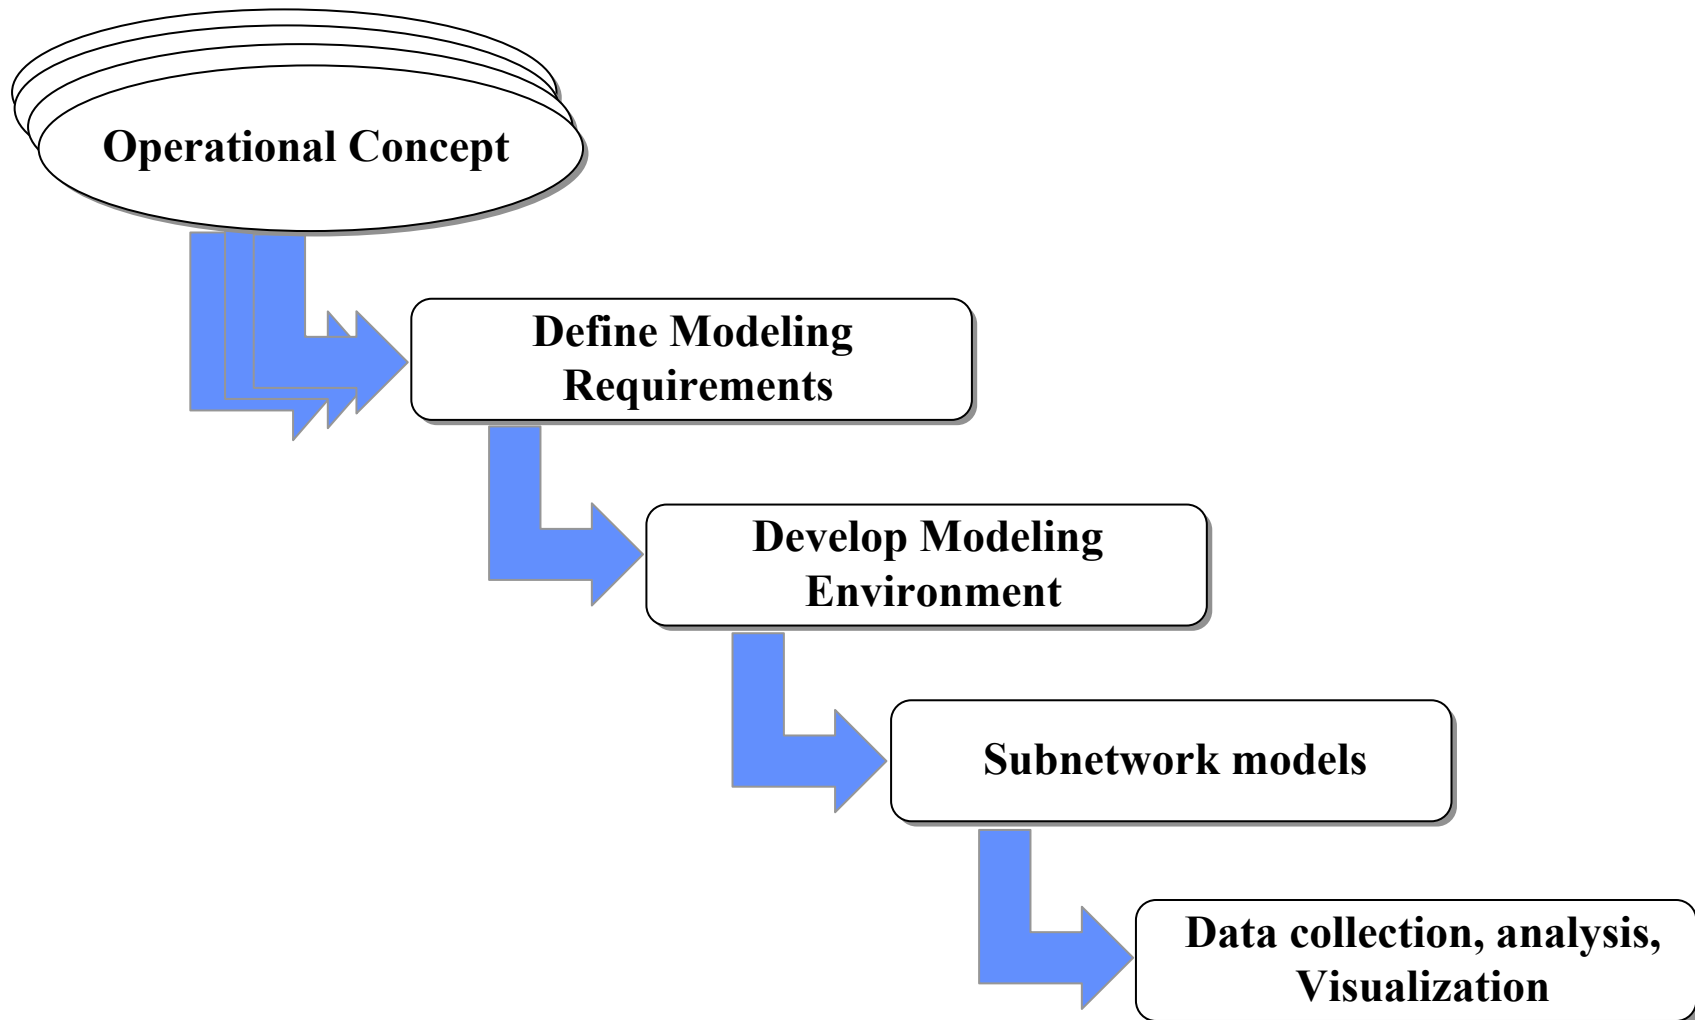 Operational Concept
Define Modeling
Requirements
Develop Modeling
Environment
Subnetwork models
Data collection, analysis,
Visualization